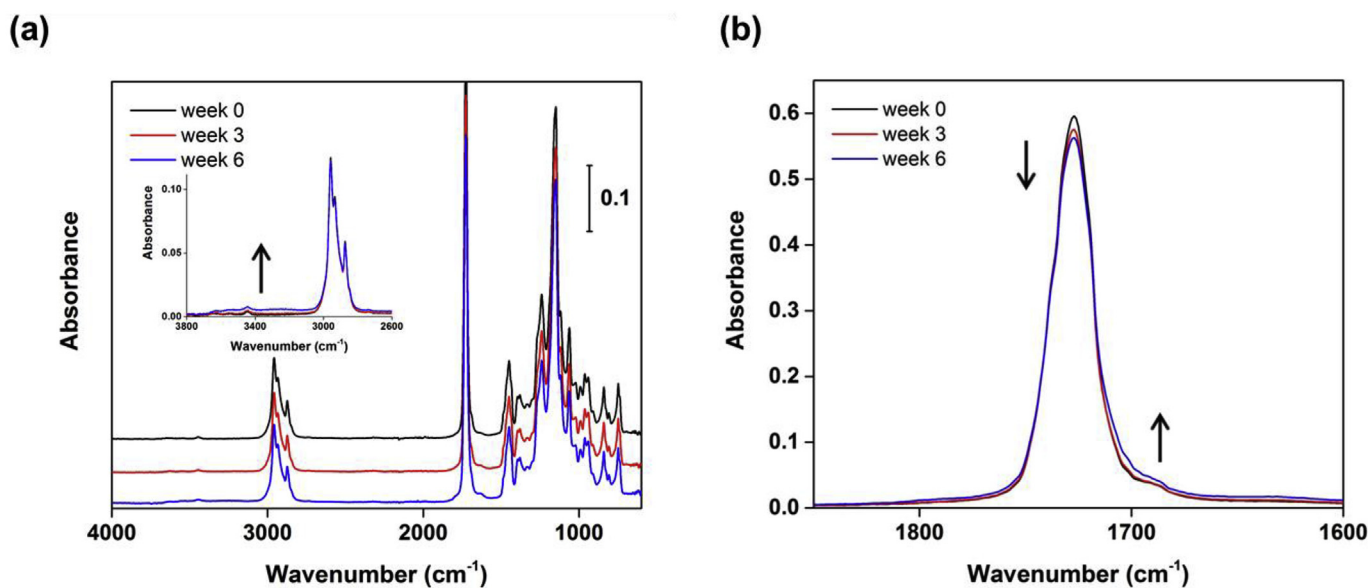 (a)
week 0
week 3
week 6
0.10
0.05
0.00
Absorbance
3800
3400
3000
2600
Wavenumber (cm-1)
0.1
Absorbance
4000
3000
2000
1000
Wavenumber (cm-1)
(b)
week 0
week 3
week 6
0.6
0.5
0.4
0.3
0.2
0.1
0.0
Absorbance
1800
1700
1600
Wavenumber (cm-1)